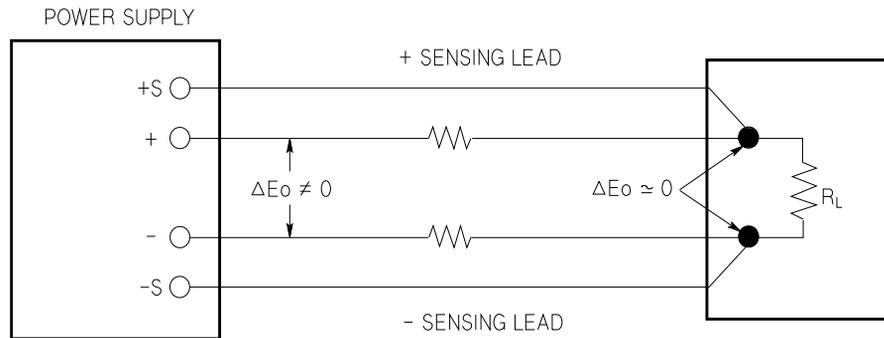 POWER SUPPLY
+ SENSING LEAD
+S
+
ΔEo ≠ 0
ΔEo ≃ 0
RL
-
-S
- SENSING LEAD